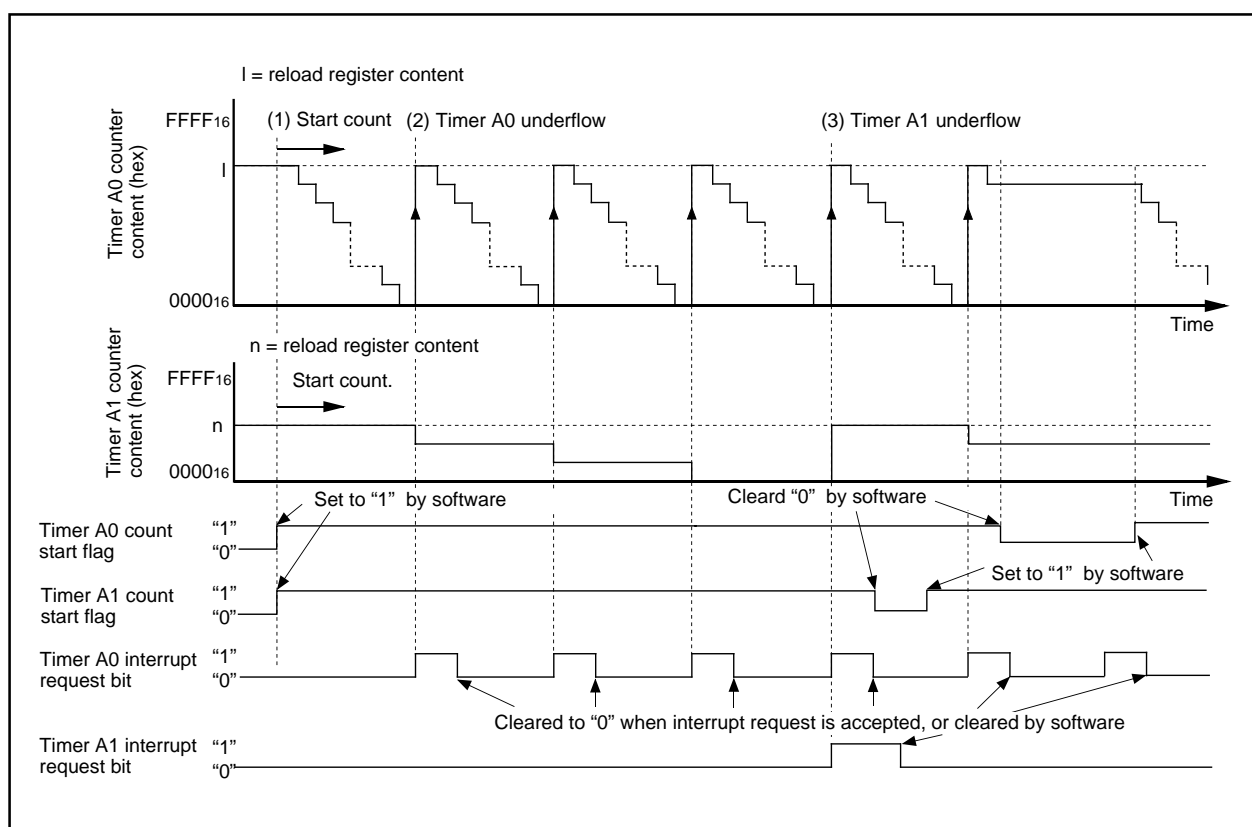 l = reload register content
FFFF16
(1) Start count
(2) Timer A0 underflow
(3) Timer A1 underflow
Timer A0 counter
content (hex)
l
000016
Time
n = reload register content
FFFF16
Start count.
Timer A1 counter
content (hex)
n
000016
Time
Set to “1” by software
Cleard “0” by software
Timer A0 count
start flag
“1”
“0”
Set to “1” by software
Timer A1 count
start flag
“1”
“0”
Timer A0 interrupt
request bit
“1”
“0”
Cleared to “0” when interrupt request is accepted, or cleared by software
Timer A1 interrupt
request bit
“1”
“0”